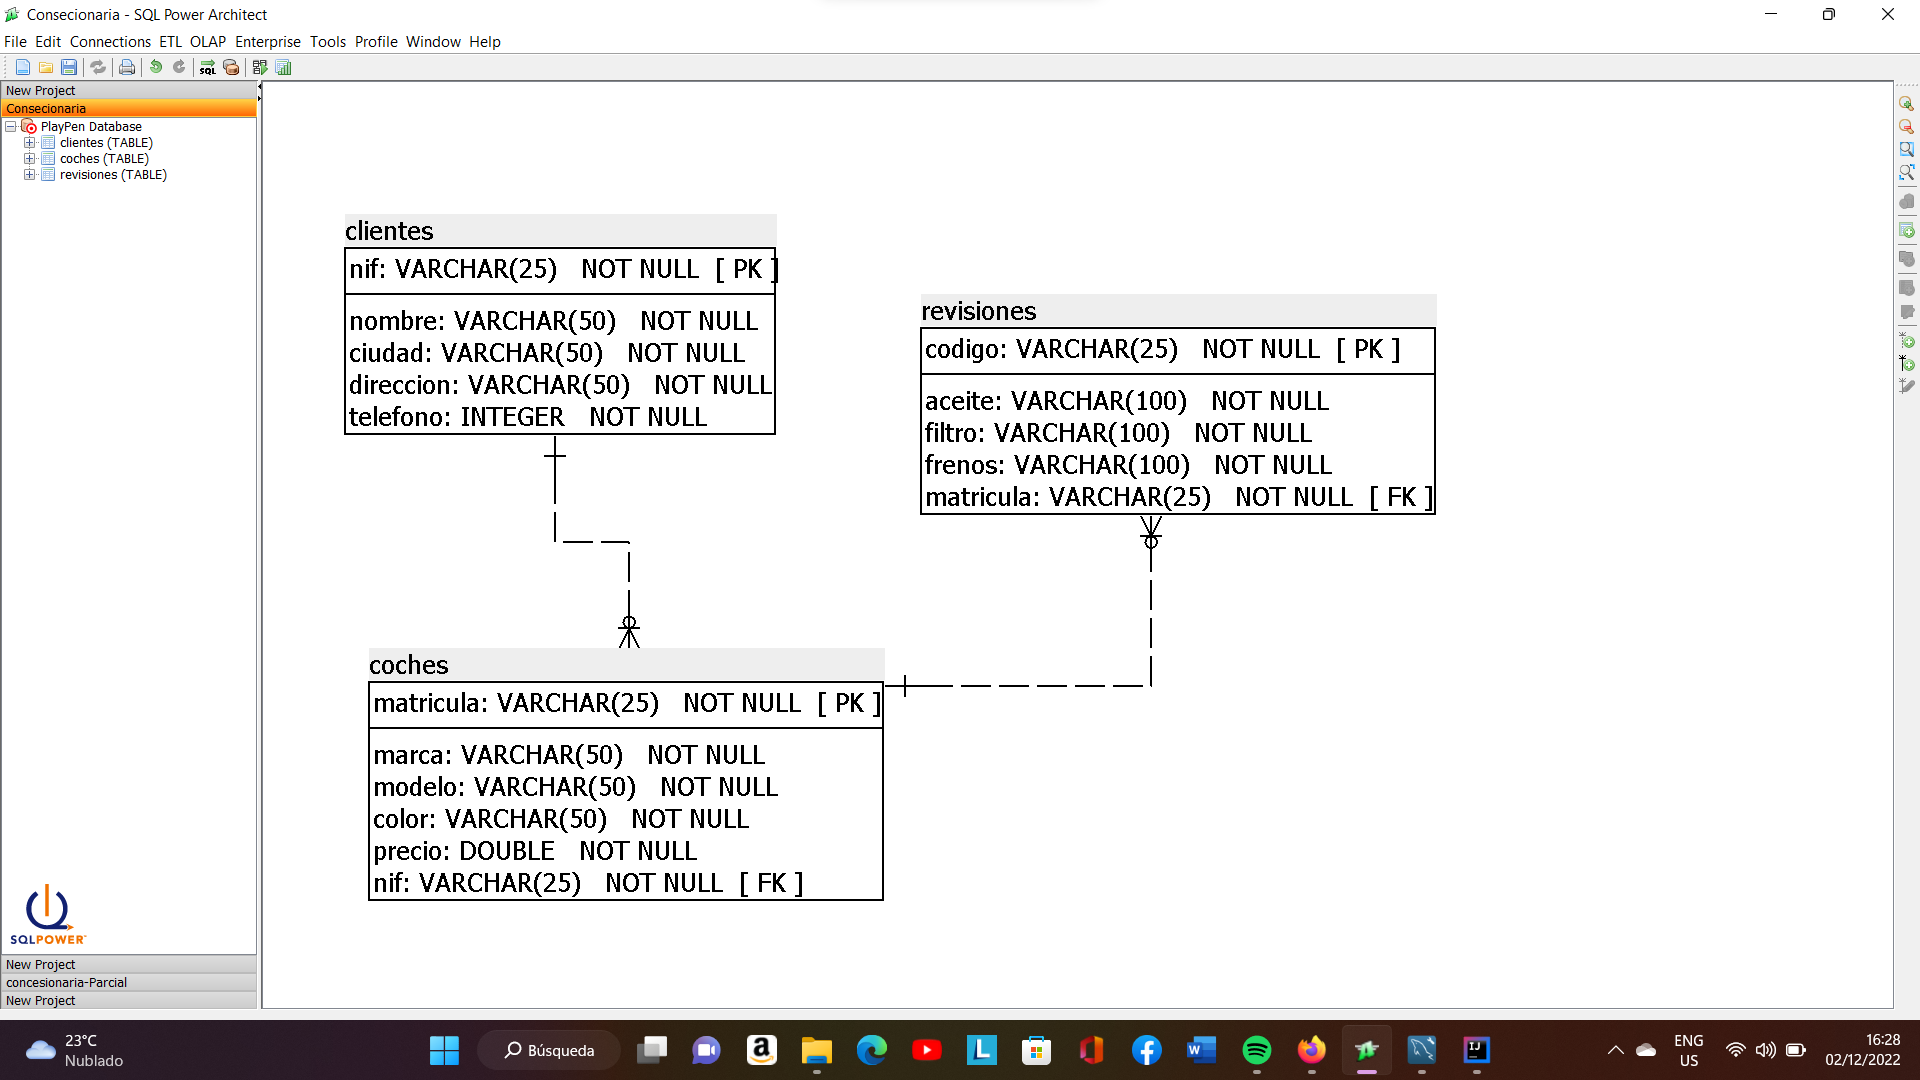 Consecionaria - SQL Power Architect
File Edit Connections ETL OLAP Enterprise Tools Profile Window Help
SQL
New Project
Consecionaria
PlayPen Database
clientes (TABLE)
coches (TABLE)
revisiones (TABLE)
clientes
nif: VARCHAR(25) NOT NULL [ PK ]
nombre: VARCHAR(50) NOT NULL
ciudad: VARCHAR(50) NOT NULL
direccion: VARCHAR(50) NOT NULL
telefono: INTEGER NOT NULL
revisiones
codigo: VARCHAR(25) NOT NULL [ PK ]
aceite: VARCHAR(100) NOT NULL
filtro: VARCHAR(100) NOT NULL
frenos: VARCHAR(100) NOT NULL
matricula: VARCHAR(25) NOT NULL [ FK ]
coches
matricula: VARCHAR(25) NOT NULL [ PK ]
marca: VARCHAR(50) NOT NULL
modelo: VARCHAR(50) NOT NULL
color: VARCHAR(50) NOT NULL
precio: DOUBLE NOT NULL
nif: VARCHAR(25) NOT NULL [ FK ]
SQLPOWER
New Project
concesionaria-Parcial
New Project
23°C
Nublado
Búsqueda
ENG
US
16:28
02/12/2022